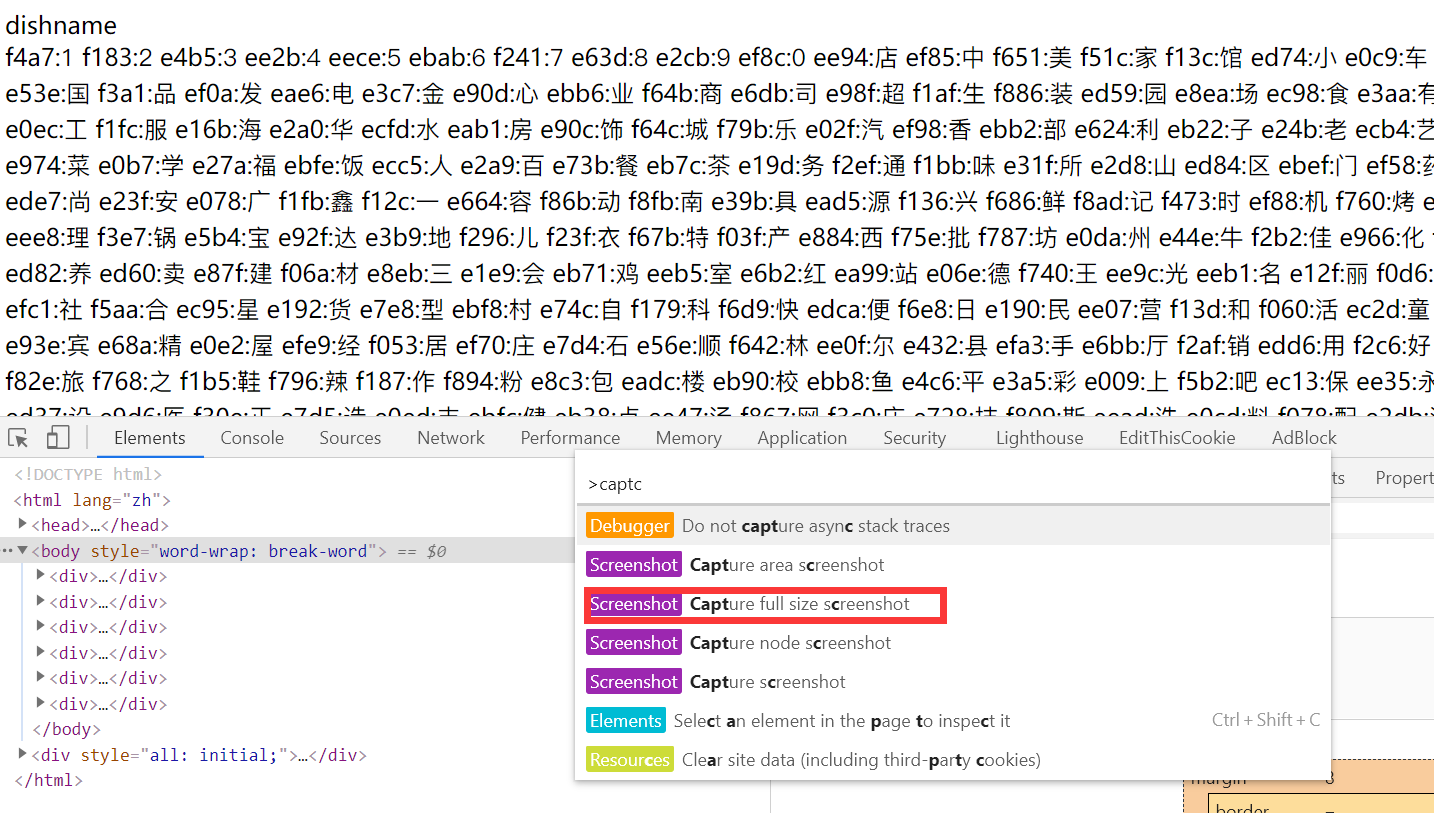 dishname
f4a7:1 f183:2 e4b5:3 ee2b:4 eece:5 ebab:6 f241:7 e63d:8 e2cb:9 ef8c:0 ee94:店 ef85:中 f651:美 f51c:家 f13c:馆 ed74:小 e0c9:车
e53e:国 f3a1:品 ef0a:发 eae6:电 e3c7:金 e90d:心 ebb6:业 f64b:商 e6db:司 e98f:超 f1af:生 f886:装 ed59:园 e8ea:场 ec98:食 e3aa:有
e0ec:工 f1fc:服 e16b:海 e2a0:华 ecfd:水 eab1:房 e90c:饰 f64c:城 f79b:乐 e02f:汽 ef98:香 ebb2:部 e624:利 eb22:子 e24b:老 ecb4:艺
e974:菜 e0b7:学 e27a:福 ebfe:饭 ecc5:人 e2a9:百 e73b:餐 eb7c:茶 e19d:务 f2ef:通 f1bb:味 e31f:所 e2d8:山 ed84:区 ebef:门 ef58:药
ede7:尚 e23f:安 e078:广 f1fb:鑫 f12c:一 e664:容 f86b:动 f8fb:南 e39b:具 ead5:源 f136:兴 f686:鲜 f8ad:记 f473:时 ef88:机 f760:烤
eee8:理 f3e7:锅 e5b4:宝 e92f:达 e3b9:地 f296:儿 f23f:衣 f67b:特 f03f:产 e884:西 f75e:批 f787:坊 e0da:州 e44e:牛 f2b2:佳 e966:化
ed82:养 ed60:卖 e87f:建 f06a:材 e8eb:三 e1e9:会 eb71:鸡 eeb5:室 e6b2:红 ea99:站 e06e:德 f740:王 ee9c:光 eeb1:名 e12f:丽 f0d6:
efc1:社 f5aa:合 ec95:星 e192:货 e7e8:型 ebf8:村 e74c:自 f179:科 f6d9:快 edca:便 f6e8:日 e190:民 ee07:营 f13d:和 f060:活 ec2d:童
e93e:宾 e68a:精 e0e2:屋 efe9:经 f053:居 ef70:庄 e7d4:石 e56e:顺 f642:林 ee0f:尔 e432:县 efa3:手 e6bb:厅 f2af:销 edd6:用 f2c6:好
f82e:旅 f768:之 f1b5:鞋 f796:辣 f187:作 f894:粉 e8c3:包 eadc:楼 eb90:校 ebb8:鱼 e4c6:平 e3a5:彩 e009:上 f5b2:吧 ec13:保 ee35:永
Elements Console Sources Network Performance Memory Application Security Lighthouse EditThisCookie AdBlock
<!DOCTYPE html>
<html lang="zh">
<head>…</head>
<body style="word-wrap: break-word"> == $0
<div>…</div>
<div>…</div>
<div>…</div>
<div>…</div>
<div>…</div>
<div>…</div>
</body>
<div style="all: initial;">…</div>
</html>
>captc
Debugger Do not capture async stack traces
Screenshot Capture area screenshot
Screenshot Capture full size screenshot
Screenshot Capture node screenshot
Screenshot Capture screenshot
Elements Select an element in the page to inspect it Ctrl + Shift + C
Resources Clear site data (including third-party cookies)
ts Propert
margin 8
border –